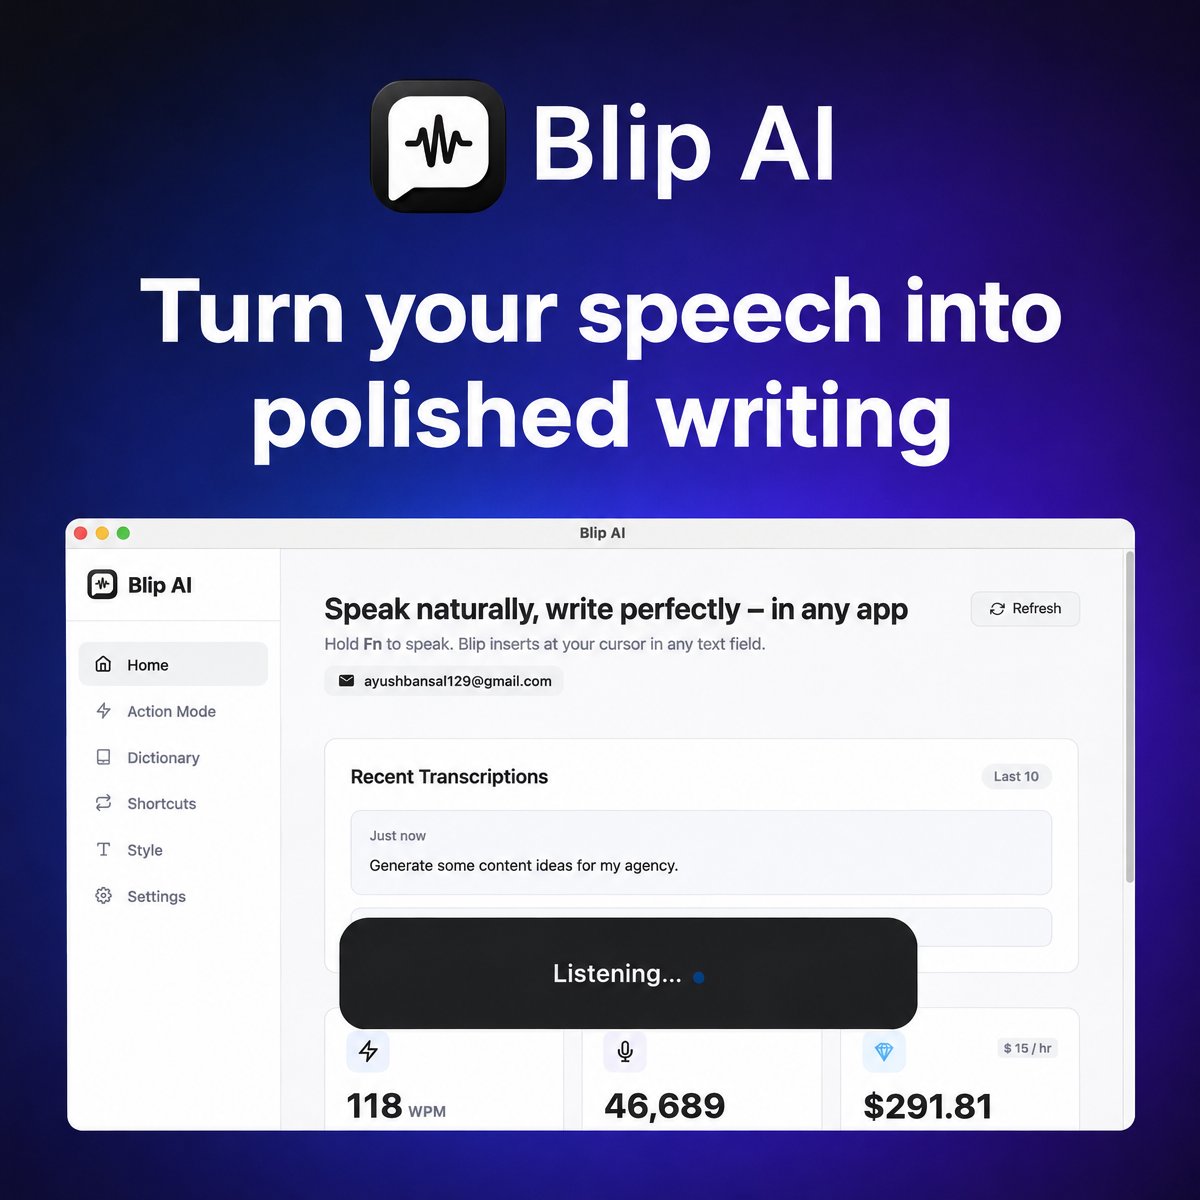 Blip AI
Turn your speech into
polished writing
Blip AI
Blip AI
Home
Action Mode
Dictionary
Shortcuts
Style
Settings
Speak naturally, write perfectly – in any app
Refresh
Hold Fn to speak. Blip inserts at your cursor in any text field.
ayushbansal129@gmail.com
Recent Transcriptions
Last 10
Just now
Generate some content ideas for my agency.
Listening...
$ 15 / hr
118 WPM
46,689
$291.81